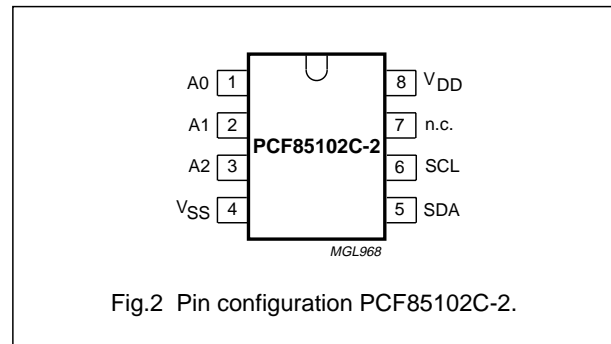 A0 1 8 VDD
A1 2 7 n.c.
PCF85102C-2
A2 3 6 SCL
VSS 4 5 SDA
MGL968
Fig.2 Pin configuration PCF85102C-2.